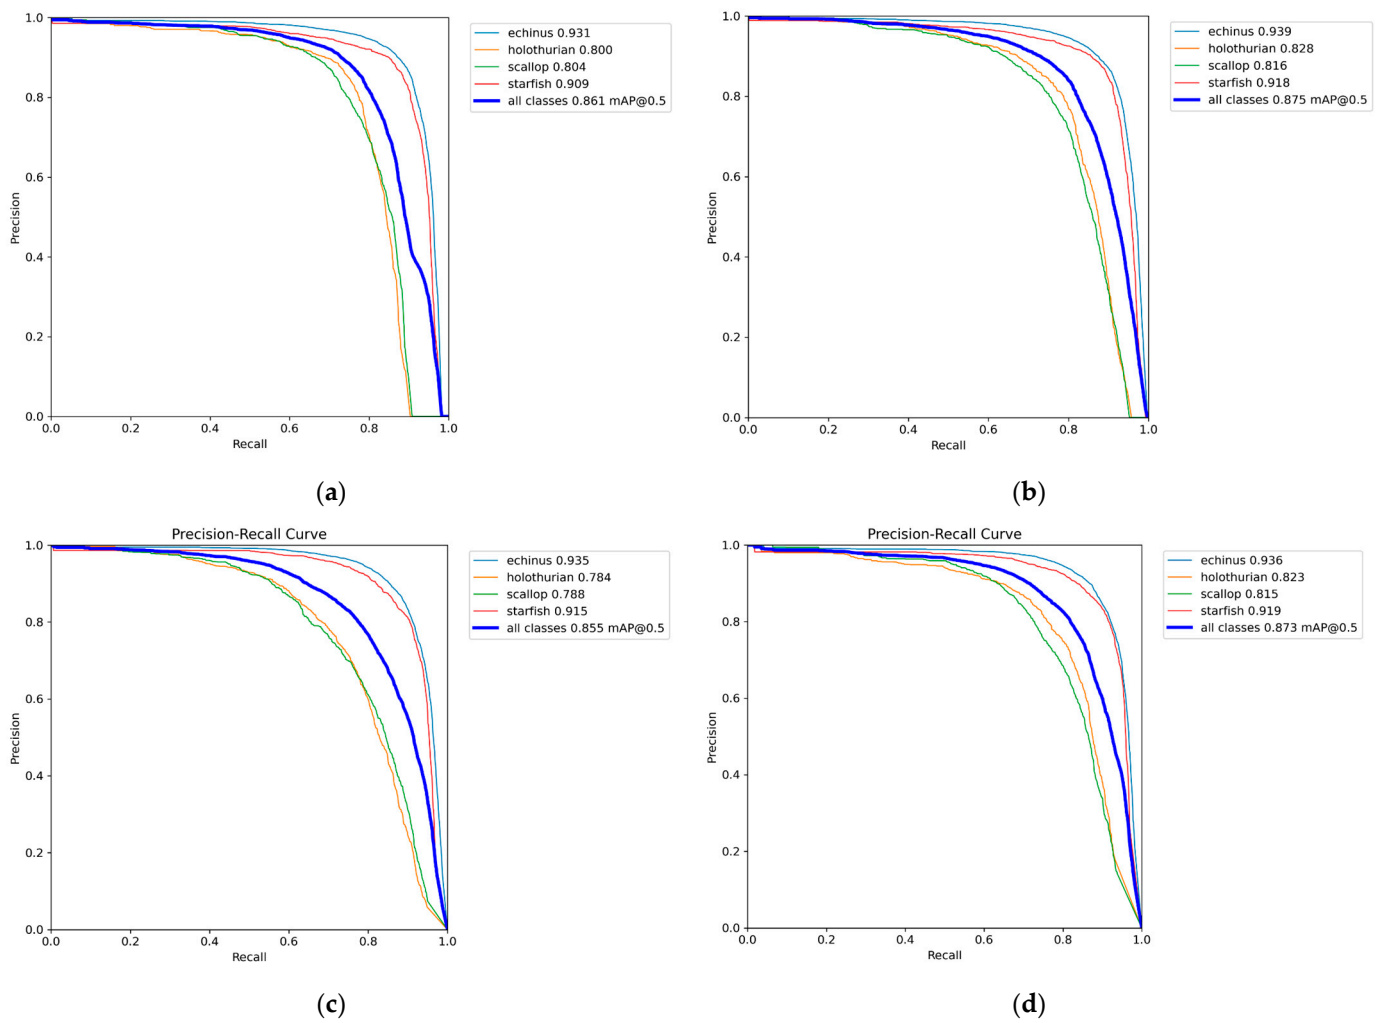 1.0
0.8
0.6
0.4
0.2
0.0
Precision
0.0 0.2 0.4 0.6 0.8 1.0
Recall
echinus 0.931
holothurian 0.800
scallop 0.804
starfish 0.909
all classes 0.861 mAP@0.5
(a)
1.0
0.8
0.6
0.4
0.2
0.0
Precision
0.0 0.2 0.4 0.6 0.8 1.0
Recall
echinus 0.939
holothurian 0.828
scallop 0.816
starfish 0.918
all classes 0.875 mAP@0.5
(b)
Precision-Recall Curve
1.0
0.8
0.6
0.4
0.2
0.0
Precision
0.0 0.2 0.4 0.6 0.8 1.0
Recall
echinus 0.935
holothurian 0.784
scallop 0.788
starfish 0.915
all classes 0.855 mAP@0.5
(c)
Precision-Recall Curve
1.0
0.8
0.6
0.4
0.2
0.0
Precision
0.0 0.2 0.4 0.6 0.8 1.0
Recall
echinus 0.936
holothurian 0.823
scallop 0.815
starfish 0.919
all classes 0.873 mAP@0.5
(d)